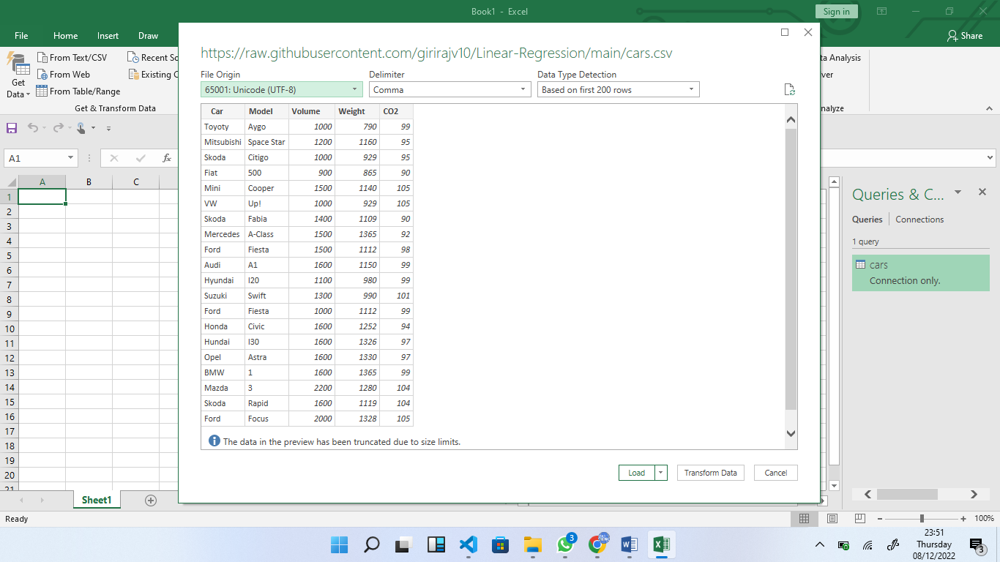 Book1 - Excel
Sign in
File Home Insert Draw
Share
From Text/CSV
Recent So
From Web
Existing C
From Table/Range
Get
Data
Get & Transform Data
ta Analysis
ver
nalyze
https://raw.githubusercontent.com/girirajv10/Linear-Regression/main/cars.csv
File Origin Delimiter Data Type Detection
65001: Unicode (UTF-8) Comma Based on first 200 rows
Car Model Volume Weight CO2
Toyoty Aygo 1000 790 99
Mitsubishi Space Star 1200 1160 95
Skoda Citigo 1000 929 95
Fiat 500 900 865 90
Mini Cooper 1500 1140 105
VW Up! 1000 929 105
Skoda Fabia 1400 1109 90
Mercedes A-Class 1500 1365 92
Ford Fiesta 1500 1112 98
Audi A1 1600 1150 99
Hyundai I20 1100 980 99
Suzuki Swift 1300 990 101
Ford Fiesta 1000 1112 99
Honda Civic 1600 1252 94
Hundai I30 1600 1326 97
Opel Astra 1600 1330 97
BMW 1 1600 1365 99
Mazda 3 2200 1280 104
Skoda Rapid 1600 1119 104
Ford Focus 2000 1328 105
The data in the preview has been truncated due to size limits.
Load Transform Data Cancel
A1
fx
A B C
1
2
3
4
5
6
7
8
9
10
11
12
13
14
15
16
17
18
19
20
21
Queries & C...
Queries Connections
1 query
cars
Connection only.
Sheet1
Ready
100%
3
23:51
Thursday
08/12/2022
3